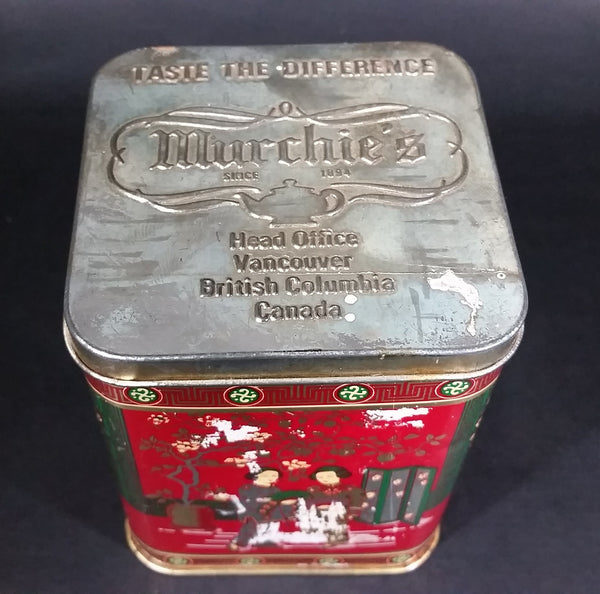 TASTE THE DIFFERENCE
Murchie's
SINCE 1894
Head Office
Vancouver
British Columbia
Canada